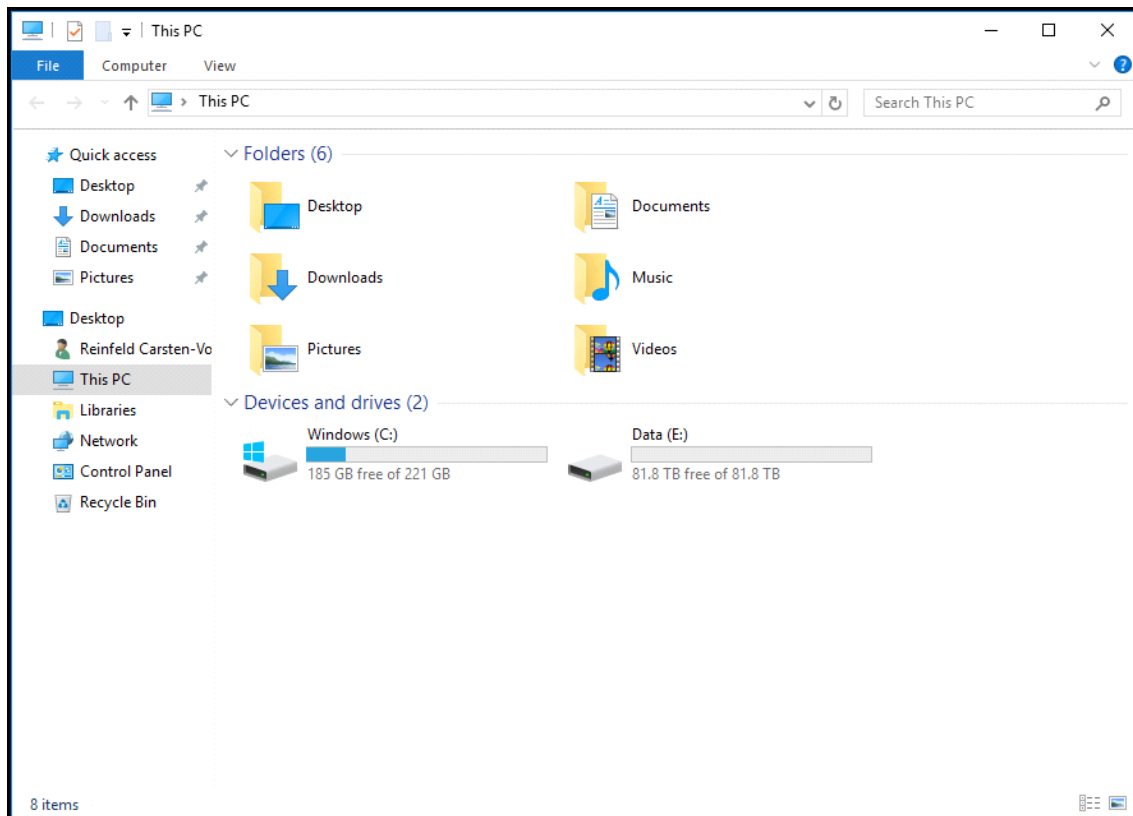 This PC
File Computer View
This PC
Search This PC
Quick access
Desktop
Downloads
Documents
Pictures
Desktop
Reinfeld Carsten-Vo
This PC
Libraries
Network
Control Panel
Recycle Bin
Folders (6)
Desktop
Documents
Downloads
Music
Pictures
Videos
Devices and drives (2)
Windows (C:)
185 GB free of 221 GB
Data (E:)
81.8 TB free of 81.8 TB
8 items